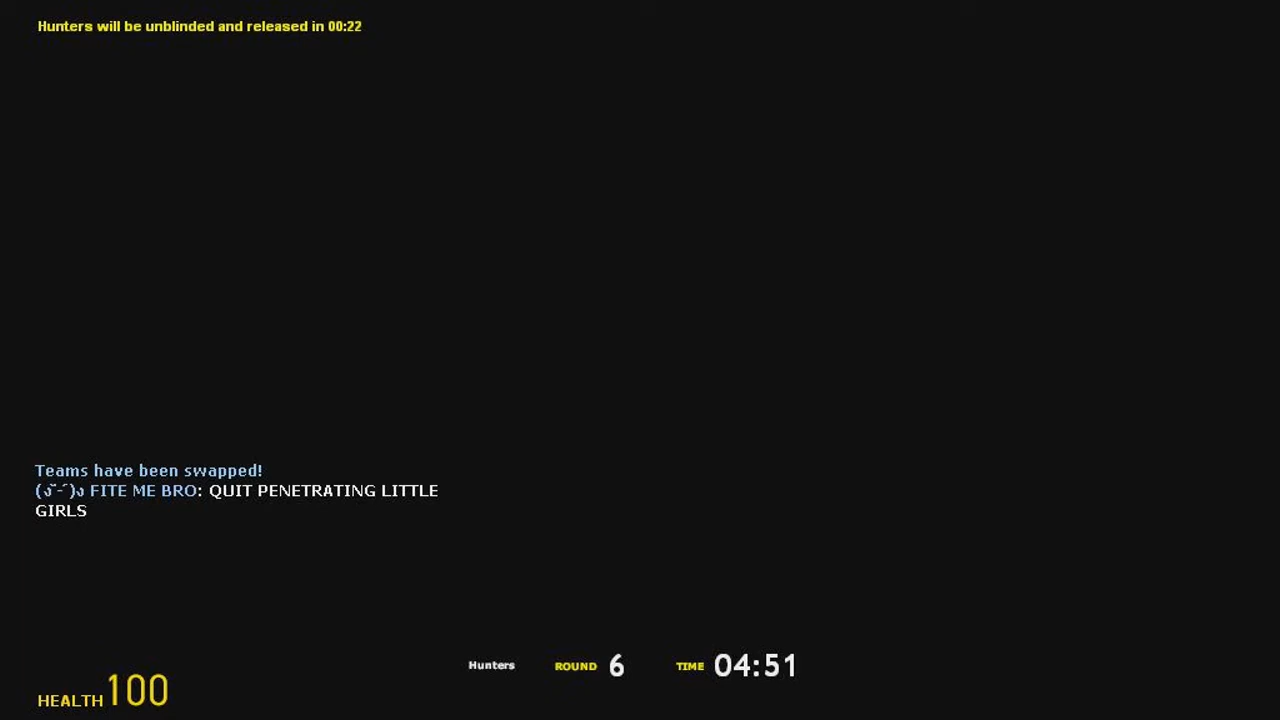 Hunters will be unblinded and released in 00:22
Teams have been swapped!
(ง˘-˘)ง FITE ME BRO: QUIT PENETRATING LITTLE
GIRLS
Hunters ROUND 6 TIME 04:51
HEALTH 100